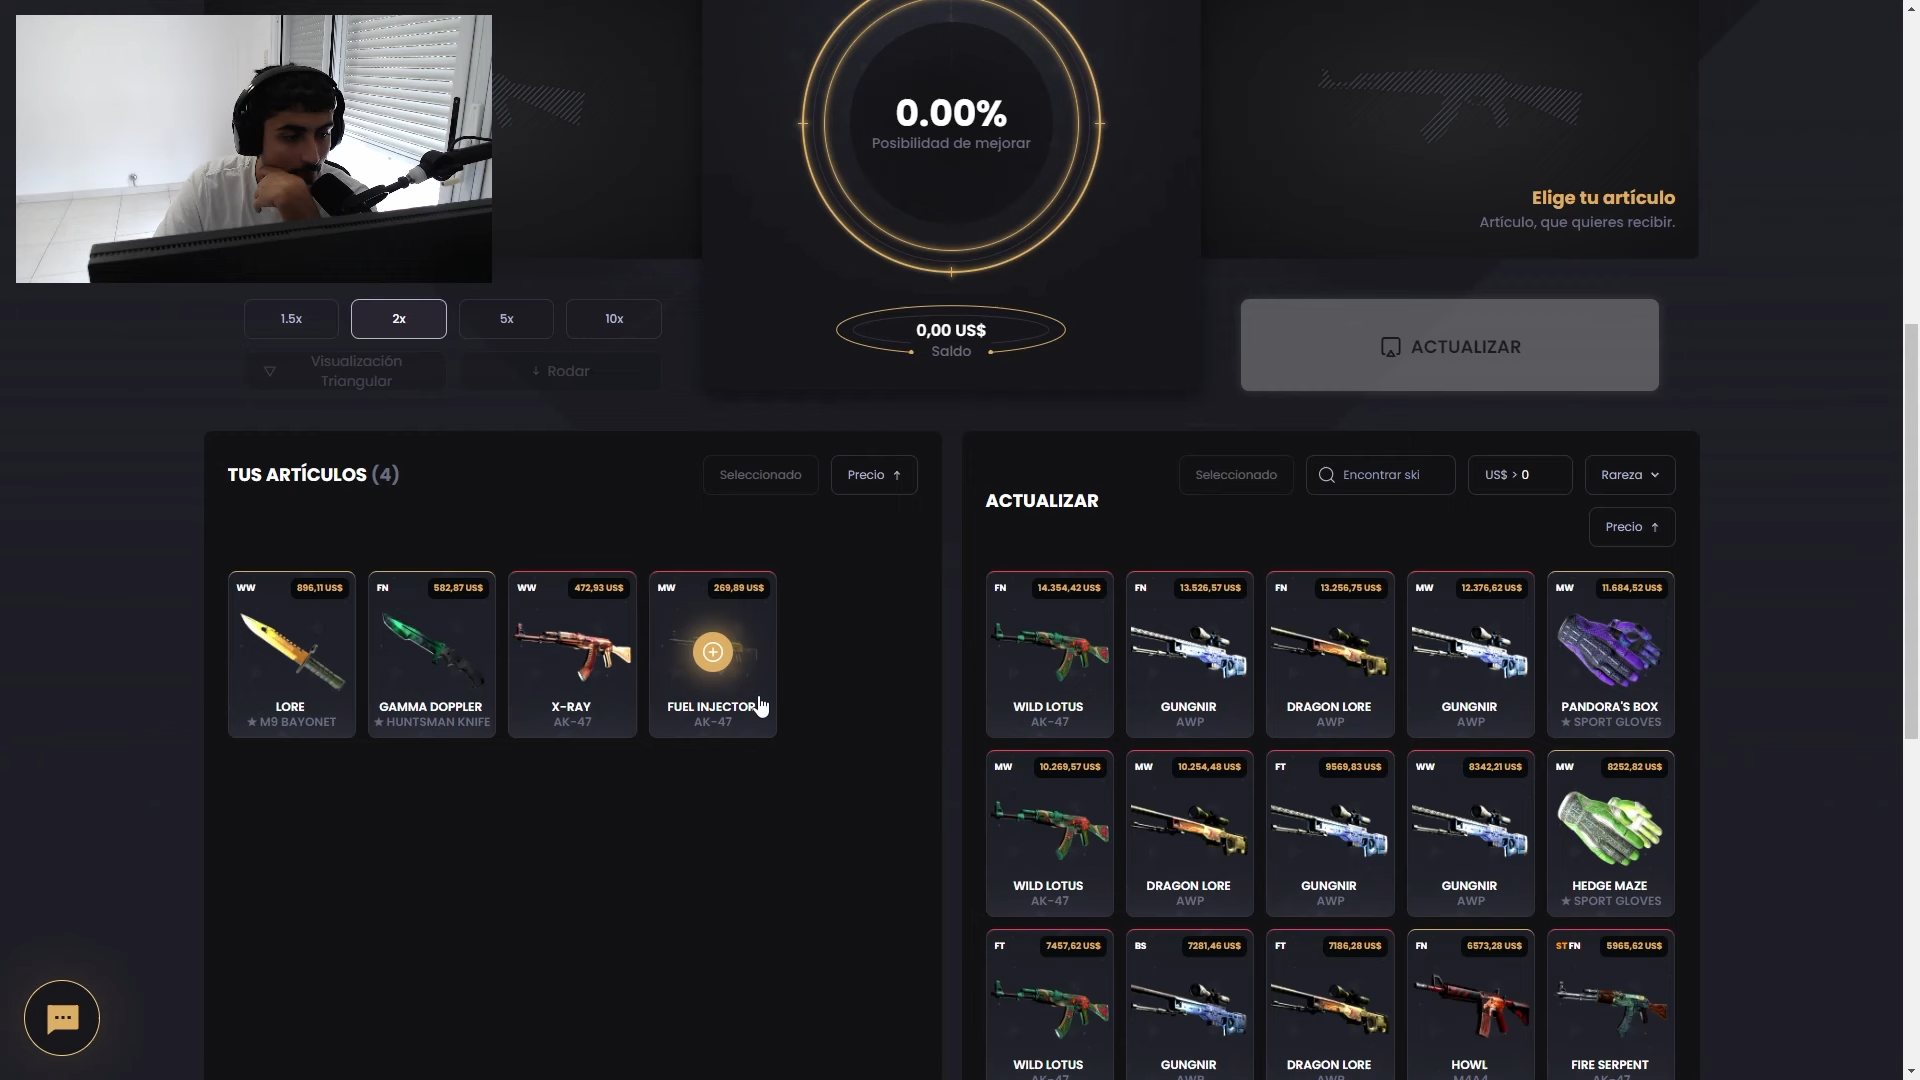 0.00%
Posibilidad de mejorar
Elige tu artículo
Artículo, que quieres recibir.
1.5x
2x
5x
10x
Visualización
Triangular
Rodar
0,00 US$
Saldo
ACTUALIZAR
TUS ARTÍCULOS (4)
Seleccionado
Precio
WW
896,11 US$
LORE
★ M9 BAYONET
FN
582,87 US$
GAMMA DOPPLER
★ HUNTSMAN KNIFE
WW
472,93 US$
X-RAY
AK-47
MW
269,89 US$
FUEL INJECTOR
AK-47
ACTUALIZAR
Seleccionado
Encontrar ski
US$ > 0
Rareza
Precio
FN
14.354,42 US$
WILD LOTUS
AK-47
FN
13.526,57 US$
GUNGNIR
AWP
FN
13.256,75 US$
DRAGON LORE
AWP
MW
12.376,62 US$
GUNGNIR
AWP
MW
11.684,52 US$
PANDORA'S BOX
★ SPORT GLOVES
MW
10.269,57 US$
WILD LOTUS
AK-47
MW
10.254,48 US$
DRAGON LORE
AWP
FT
9569,83 US$
GUNGNIR
AWP
WW
8342,21 US$
GUNGNIR
AWP
MW
8252,82 US$
HEDGE MAZE
★ SPORT GLOVES
FT
7457,62 US$
WILD LOTUS
AK-47
BS
7281,46 US$
GUNGNIR
AWP
FT
7186,28 US$
DRAGON LORE
AWP
FN
6573,28 US$
HOWL
M4A4
ST FN
5965,62 US$
FIRE SERPENT
AK-47